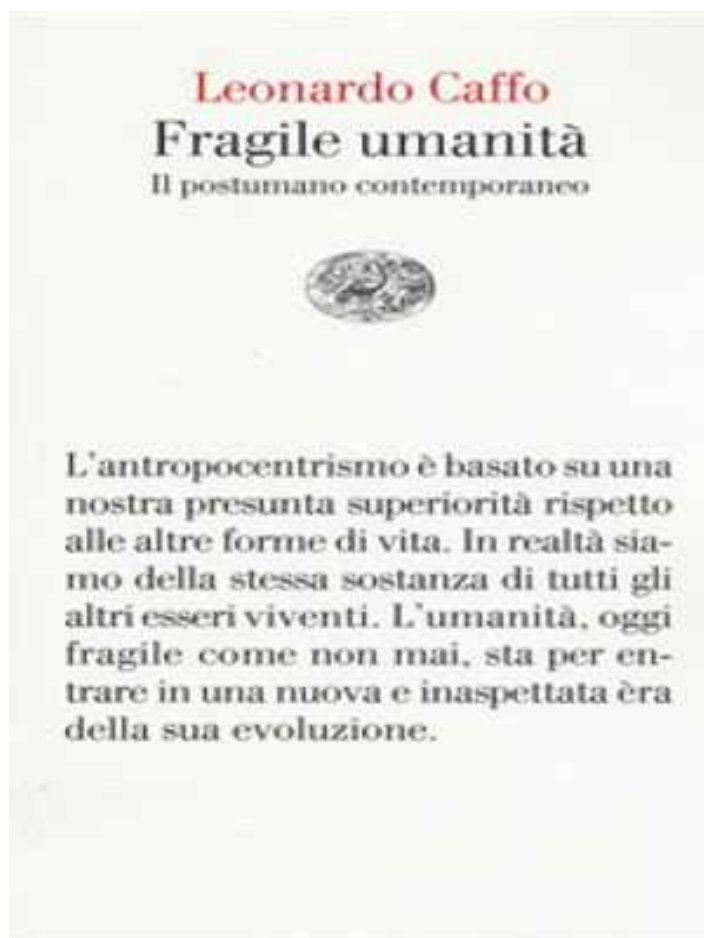 Leonardo Caffo
Fragile umanità
Il postumano contemporaneo
L'antropocentrismo è basato su una
nostra presunta superiorità rispetto
alle altre forme di vita. In realtà sia-
mo della stessa sostanza di tutti gli
altri esseri viventi. L'umanità, oggi
fragile come non mai, sta per en-
trare in una nuova e inaspettata èra
della sua evoluzione.